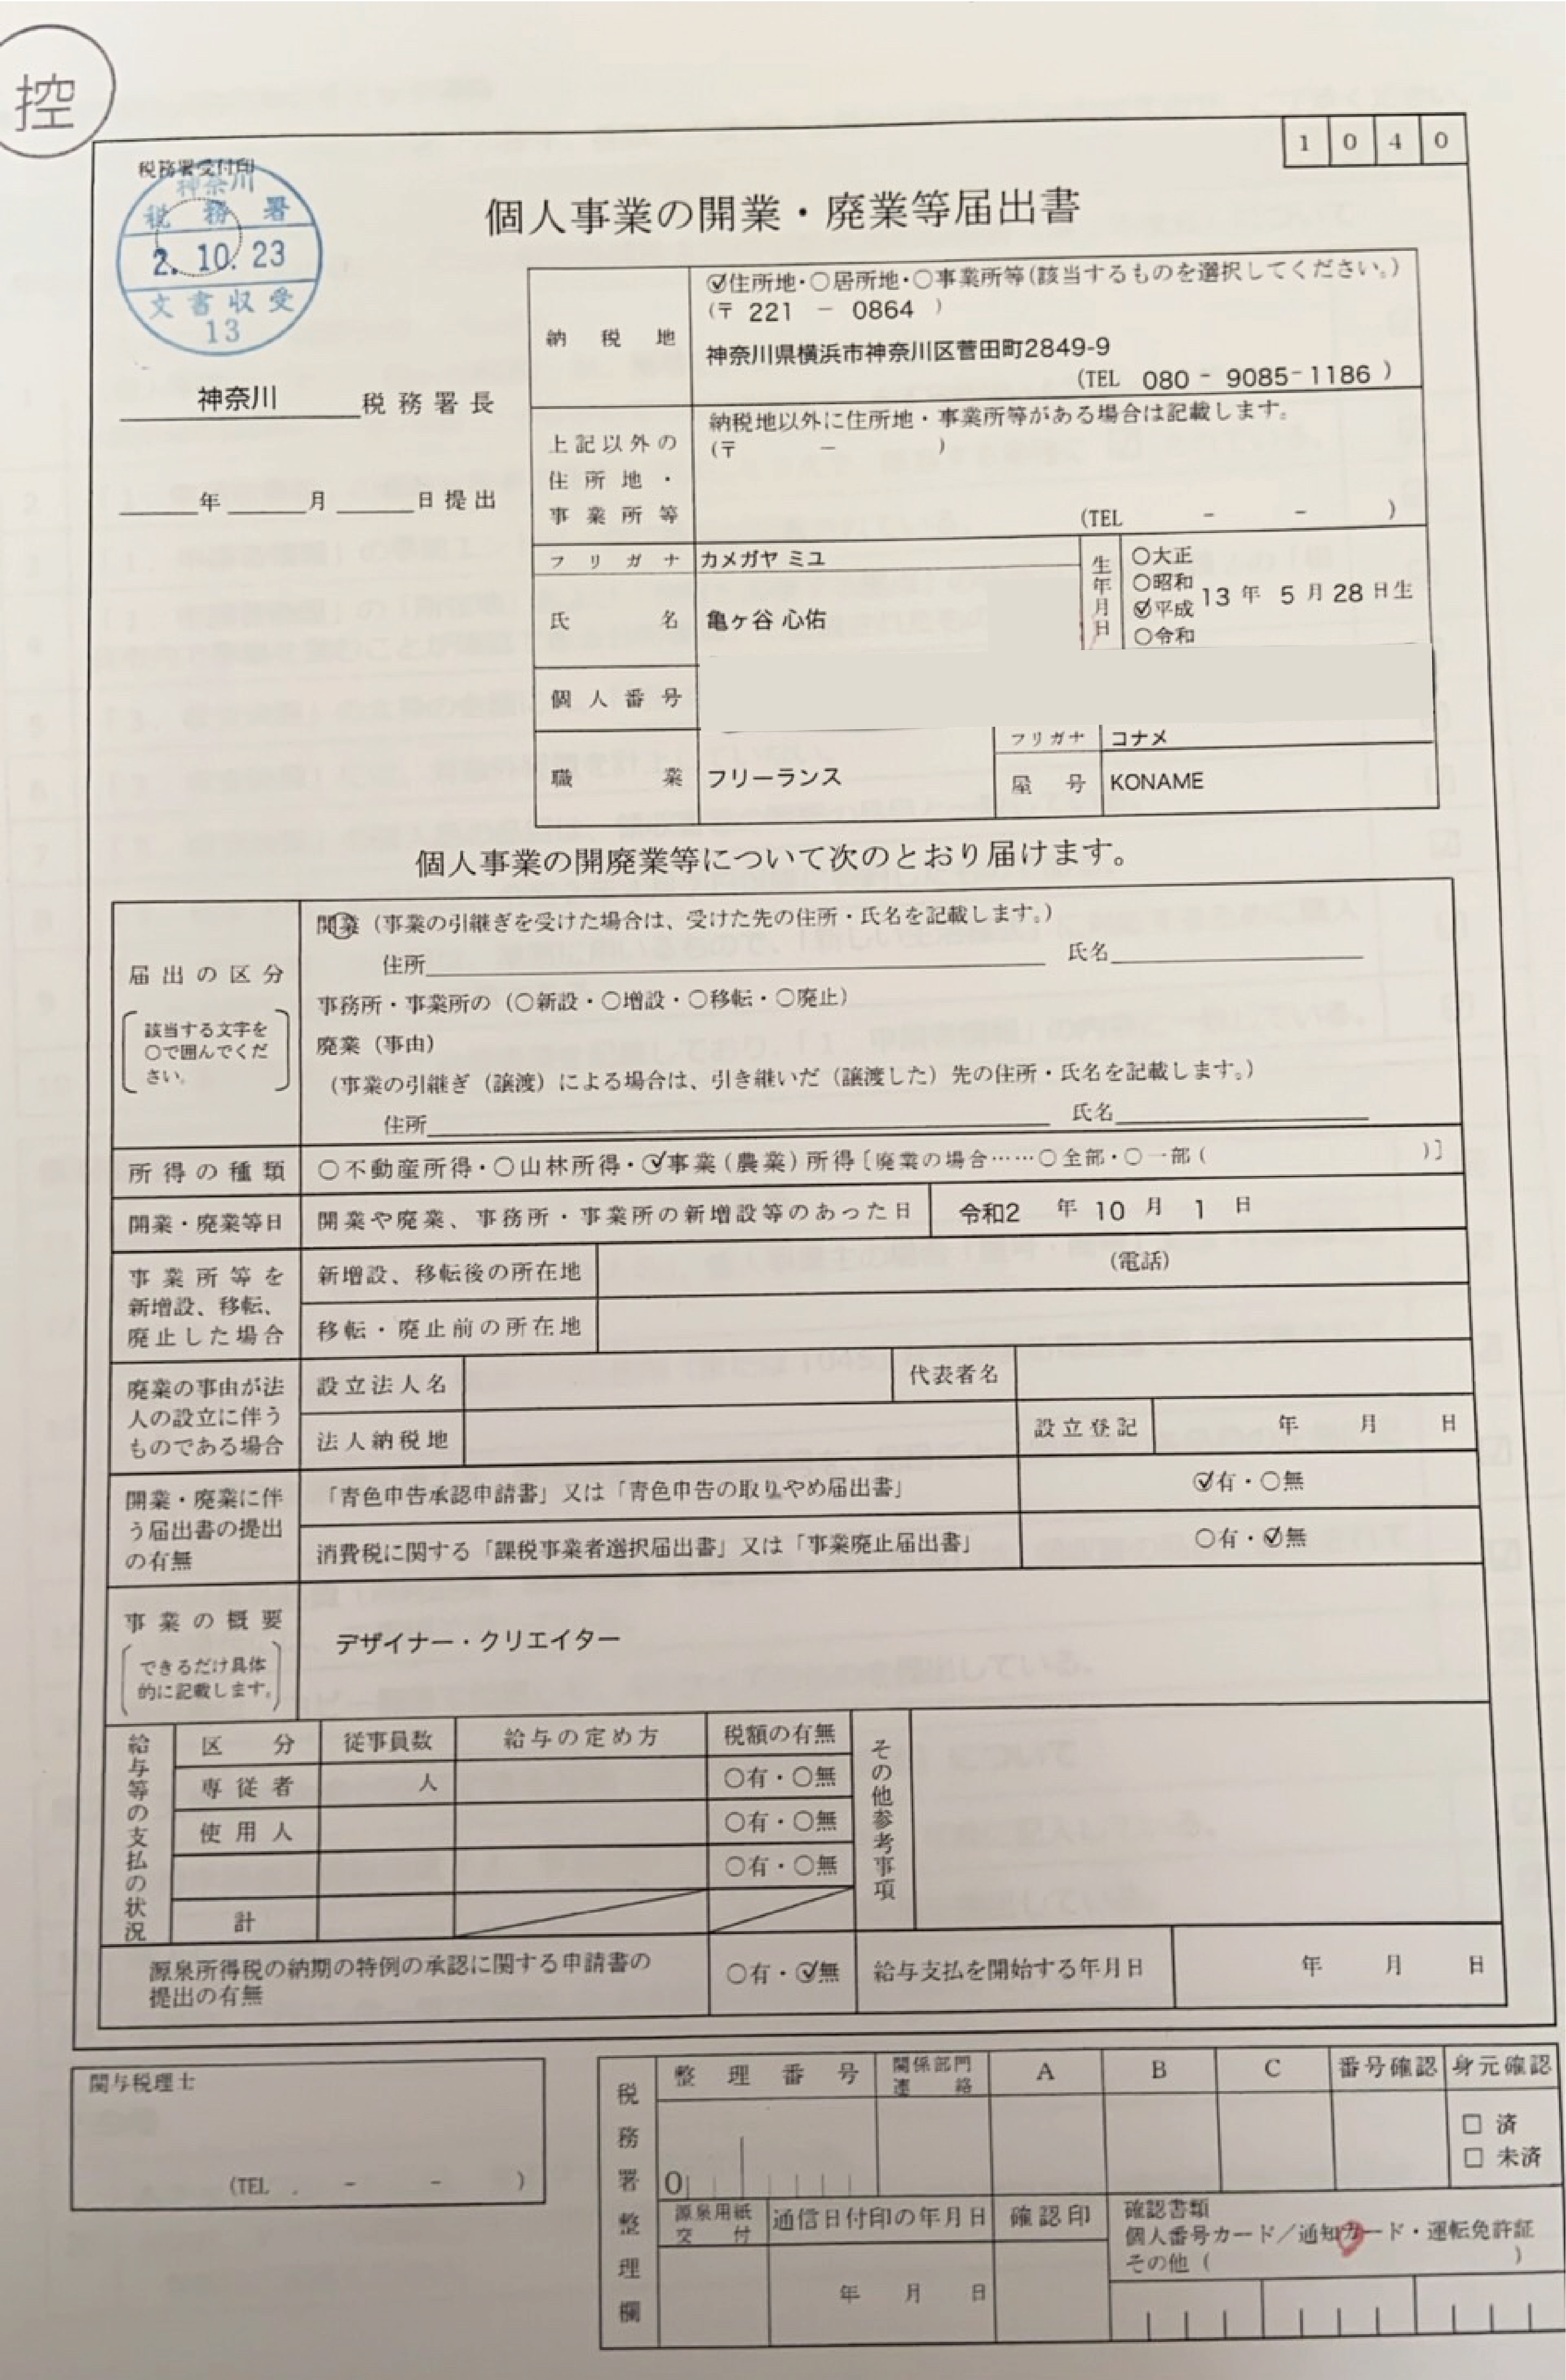 控
1 0 4 0
税務署受付印
神奈川
税務署
2.10.23
文書収受
13
個人事業の開業・廃業等届出書
神奈川 税務署長
年 月 日提出
納税地
住所地・○居所地・○事業所等(該当するものを選択してください。)
(〒 221 − 0864 )
神奈川県横浜市神奈川区菅田町2849-9
(TEL 080 - 9085-1186 )
上記以外の住所地・事業所等
納税地以外に住所地・事業所等がある場合は記載します。
(〒 − )
(TEL − − )
フリガナ カメガヤ ミユ
氏名 亀ヶ谷 心佑
生年月日
○大正
○昭和
平成 13 年 5 月 28 日生
○令和
個人番号
職業 フリーランス
フリガナ コナメ
屋号 KONAME
個人事業の開廃業等について次のとおり届けます。
届出の区分
該当する文字を
○で囲んでくだ
さい。
開業(事業の引継ぎを受けた場合は、受けた先の住所・氏名を記載します。)
住所 氏名
事務所・事業所の(○新設・○増設・○移転・○廃止)
廃業(事由)
(事業の引継ぎ(譲渡)による場合は、引き継いだ(譲渡した)先の住所・氏名を記載します。)
住所 氏名
所得の種類 ○不動産所得・○山林所得・事業(農業)所得[廃業の場合……○全部・○一部( )]
開業・廃業等日 開業や廃業、事務所・事業所の新増設等のあった日 令和2 年 10 月 1 日
事業所等を
新増設、移転、
廃止した場合
新増設、移転後の所在地 (電話)
移転・廃止前の所在地
廃業の事由が法
人の設立に伴う
ものである場合
設立法人名 代表者名
法人納税地 設立登記 年 月 日
開業・廃業に伴
う届出書の提出
の有無
「青色申告承認申請書」又は「青色申告の取りやめ届出書」 有・○無
消費税に関する「課税事業者選択届出書」又は「事業廃止届出書」 ○有・無
事業の概要
できるだけ具体
的に記載します。
デザイナー・クリエイター
給与等の支払の状況
区分 従事員数 給与の定め方 税額の有無
専従者 人 ○有・○無
使用人 ○有・○無
○有・○無
計
その他参考事項
源泉所得税の納期の特例の承認に関する申請書の
提出の有無
○有・無
給与支払を開始する年月日 年 月 日
関与税理士
(TEL − − )
税務署整理欄
整理番号 関係部門連絡 A B C 番号確認 身元確認
0
□ 済
□ 未済
源泉用紙交付 通信日付印の年月日 確認印
年 月 日
確認書類
個人番号カード/通知カード・運転免許証
その他( )